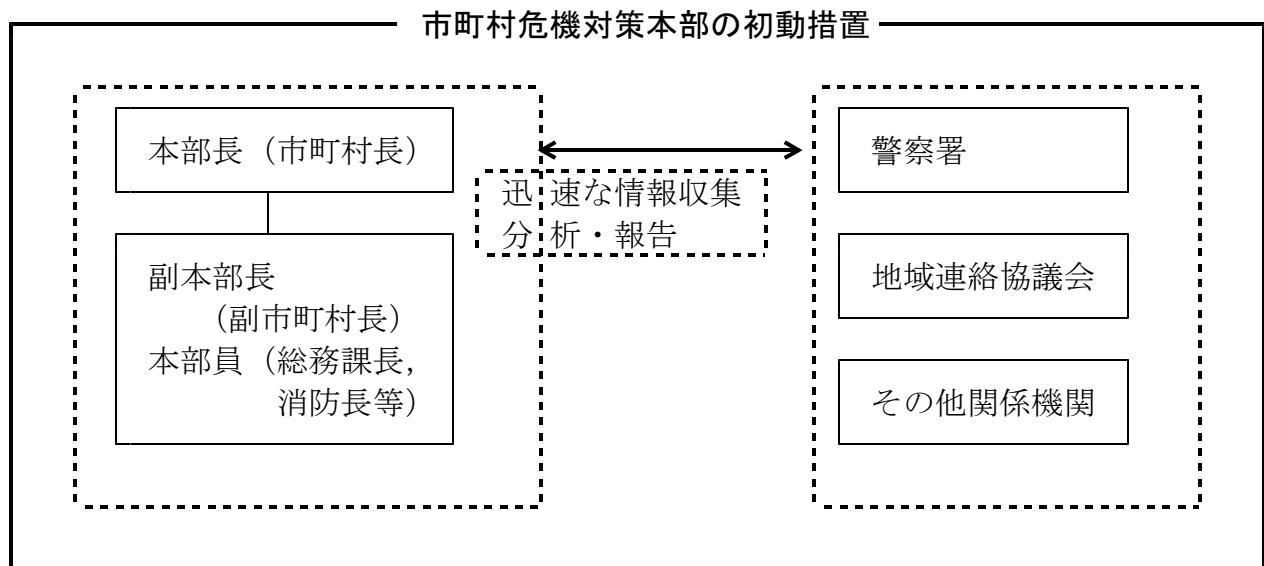 市町村危機対策本部の初動措置
本部長（市町村長）
副本部長
（副市町村長）
本部員（総務課長，
消防長等）
迅速な情報収集
分析・報告
警察署
地域連絡協議会
その他関係機関